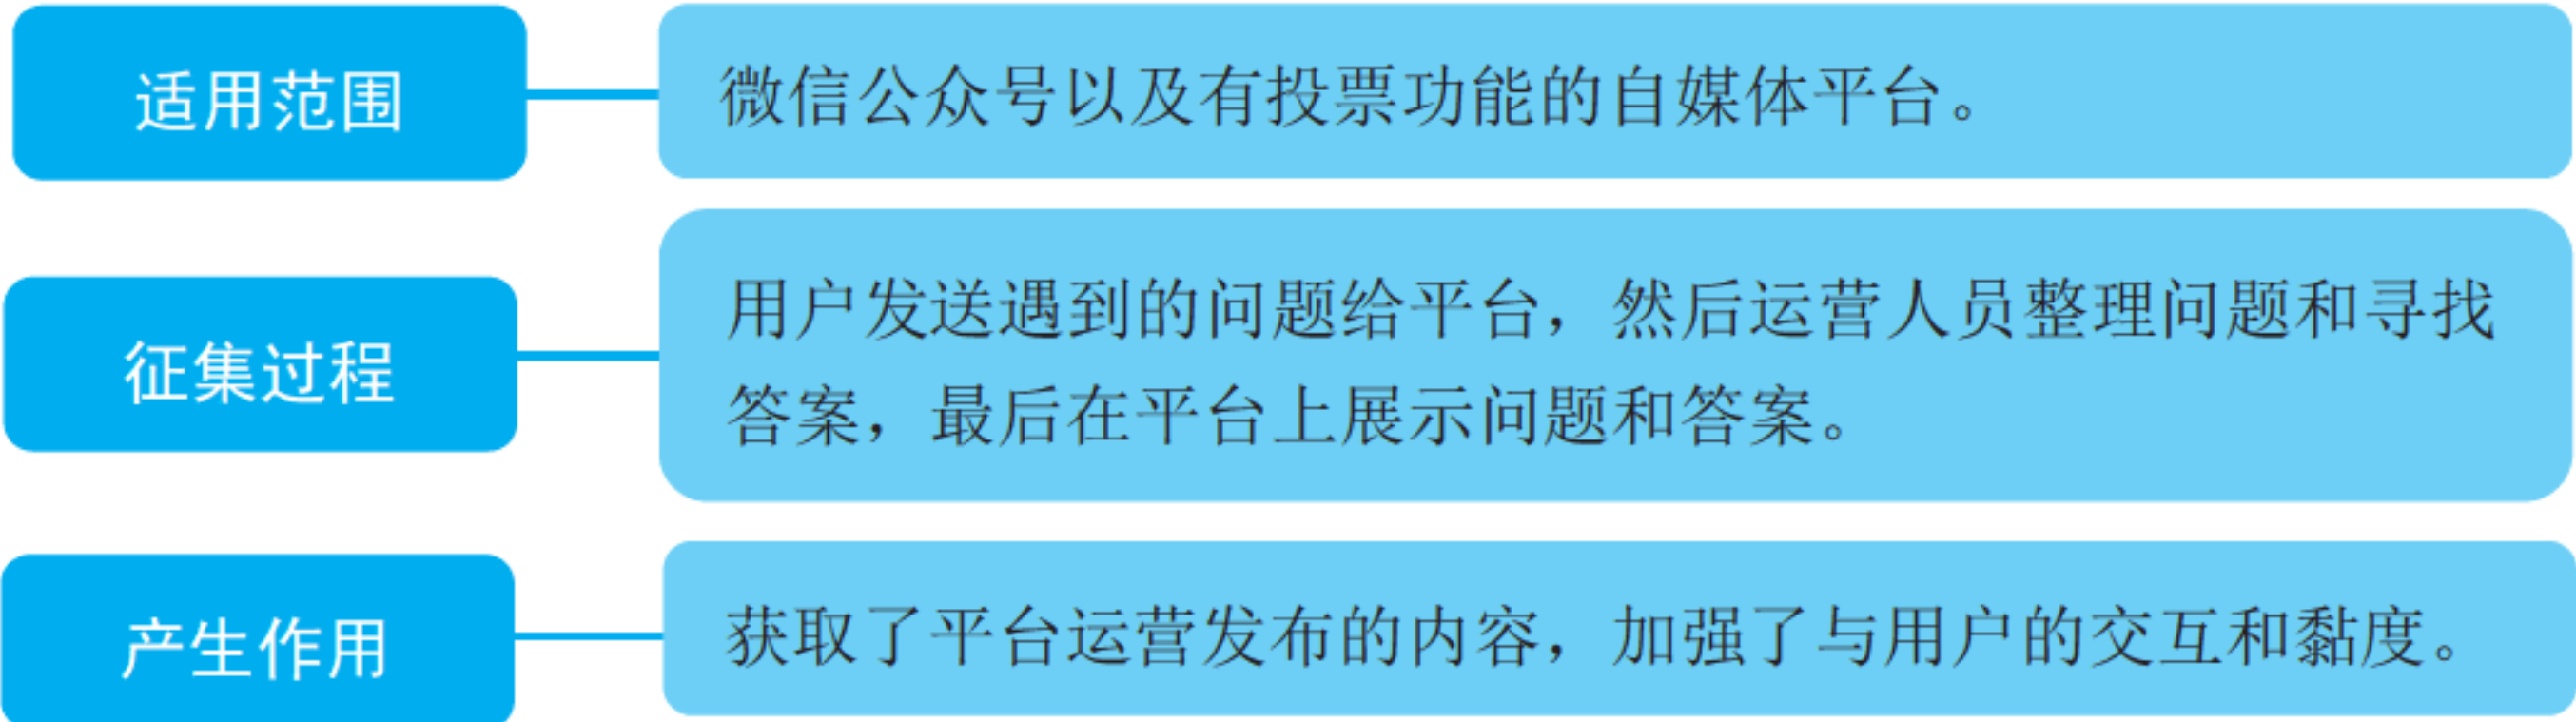 适用范围
微信公众号以及有投票功能的自媒体平台。
征集过程
用户发送遇到的问题给平台，然后运营人员整理问题和寻找
答案，最后在平台上展示问题和答案。
产生作用
获取了平台运营发布的内容，加强了与用户的交互和黏度。